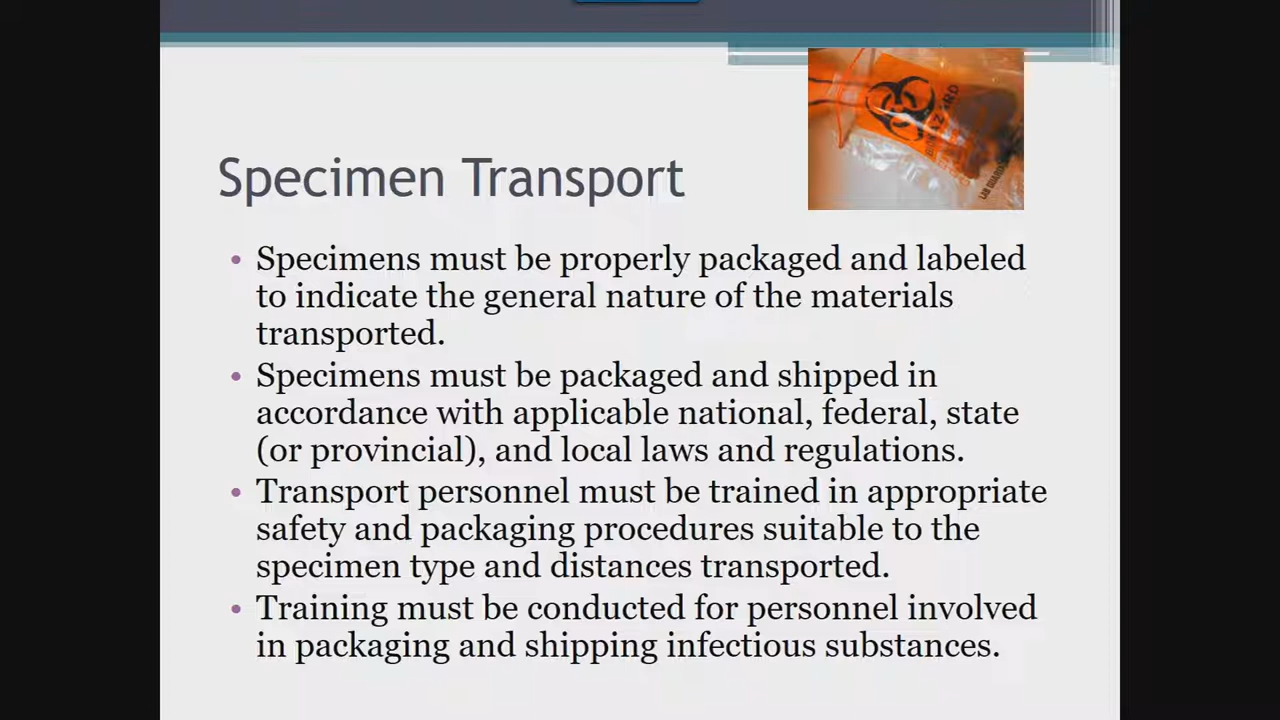 Specimen Transport
BIOHAZARD
LAB GUARD
• Specimens must be properly packaged and labeled
to indicate the general nature of the materials
transported.
• Specimens must be packaged and shipped in
accordance with applicable national, federal, state
(or provincial), and local laws and regulations.
• Transport personnel must be trained in appropriate
safety and packaging procedures suitable to the
specimen type and distances transported.
• Training must be conducted for personnel involved
in packaging and shipping infectious substances.